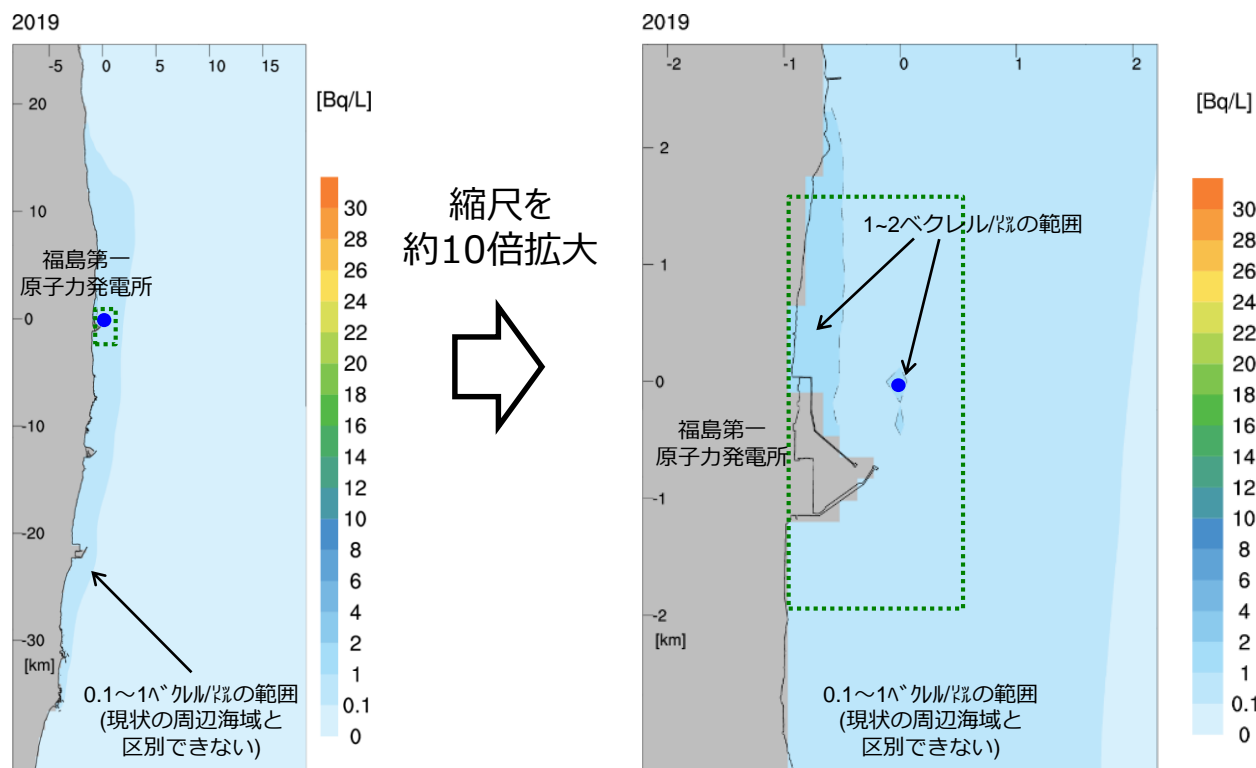 2019
-5 0 5 10 15
20
10
0
-10
-20
-30
[km]
福島第一
原子力発電所
0.1～1ﾍﾞｸﾚﾙ/㍑の範囲
(現状の周辺海域と
区別できない)
[Bq/L]
30
28
26
24
22
20
18
16
14
12
10
8
6
4
2
1
0.1
0
縮尺を
約10倍拡大
2019
-2 -1 0 1 2
2
1
0
-1
-2
[km]
1~2ベクレル/㍑の範囲
福島第一
原子力発電所
0.1～1ﾍﾞｸﾚﾙ/㍑の範囲
(現状の周辺海域と
区別できない)
[Bq/L]
30
28
26
24
22
20
18
16
14
12
10
8
6
4
2
1
0.1
0